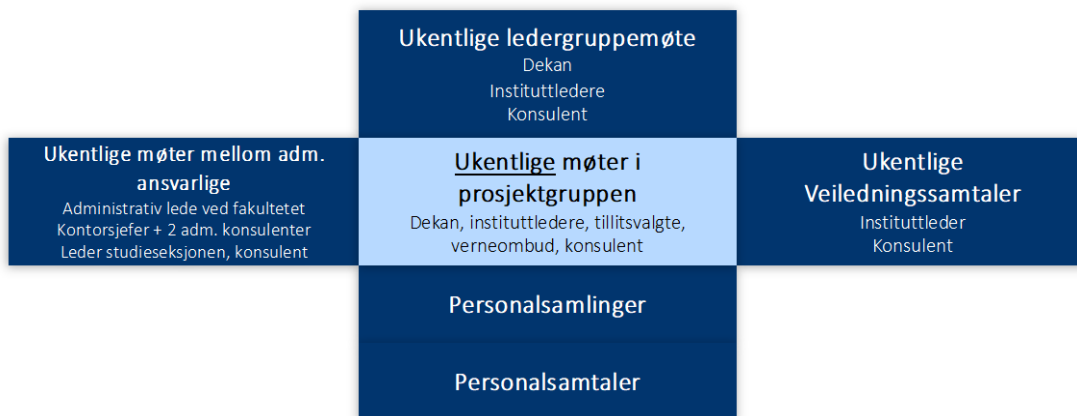 Ukentlige ledergruppemøte
Dekan
Instituttledere
Konsulent
Ukentlige møter mellom adm.
ansvarlige
Administrativ lede ved fakultetet
Kontorsjefer + 2 adm. konsulenter
Leder studieseksjonen, konsulent
Ukentlige møter i
prosjektgruppen
Dekan, instituttledere, tillitsvalgte,
verneombud, konsulent
Ukentlige
Veiledningssamtaler
Instituttleder
Konsulent
Personalsamlinger
Personalsamtaler